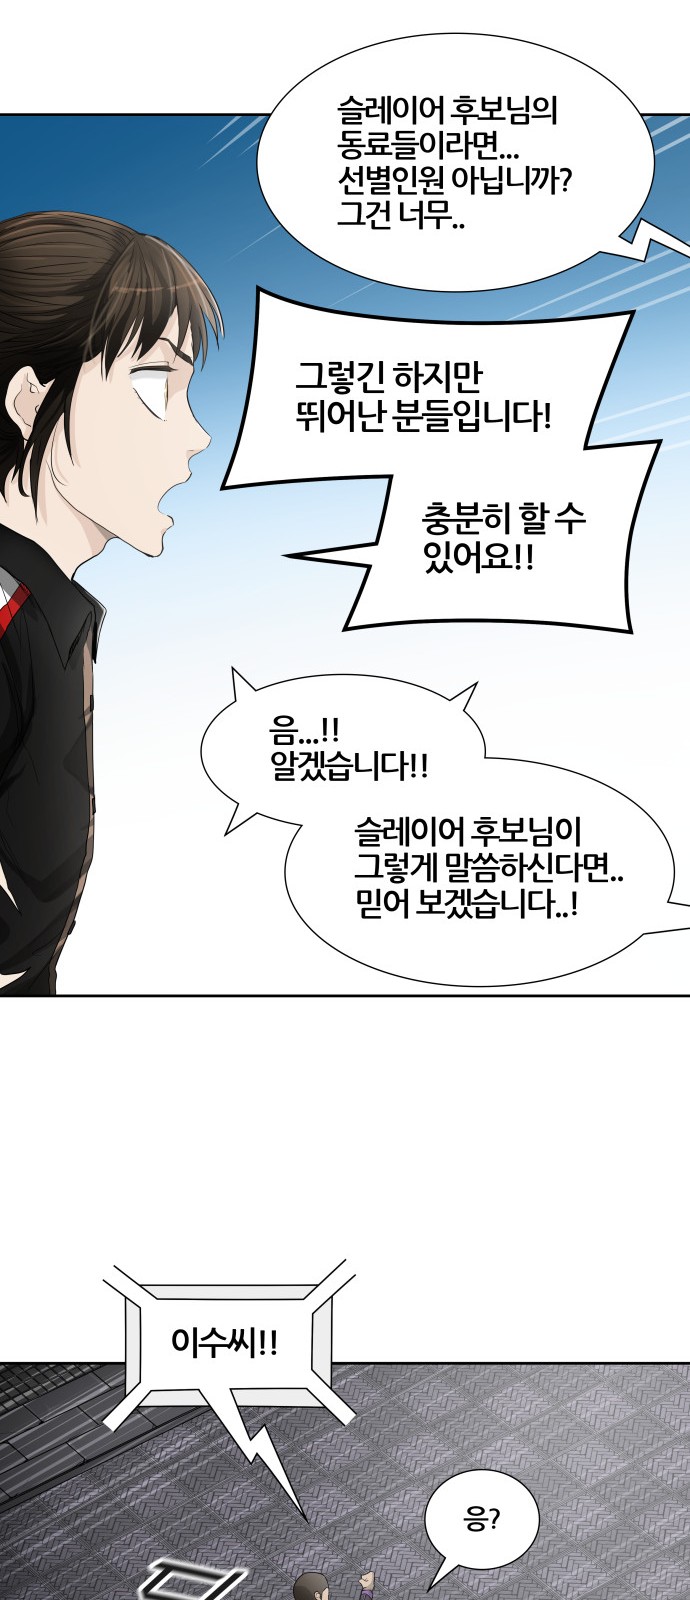 슬레이어 후보님의
동료들이라면...
선별인원 아닙니까?
그건 너무..
그렇긴 하지만
뛰어난 분들입니다!
충분히 할 수
있어요!!
음...!!
알겠습니다!!
슬레이어 후보님이
그렇게 말씀하신다면..
믿어 보겠습니다..!
이수씨!!
응?